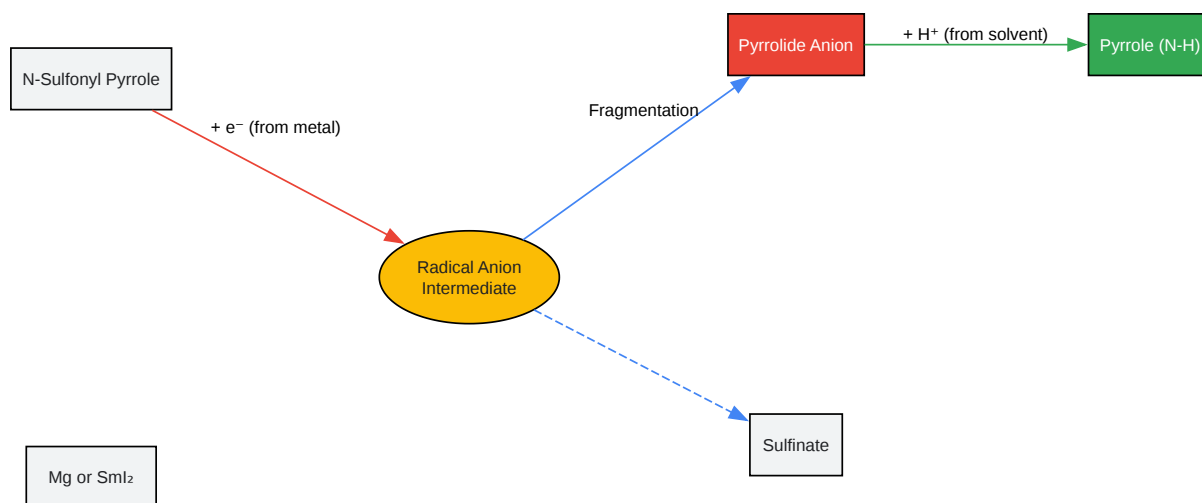 N-Sulfonyl Pyrrole
+ e⁻ (from metal)
Radical Anion
Intermediate
Fragmentation
Pyrrolide Anion
+ H⁺ (from solvent)
Pyrrole (N-H)
Sulfinate
Mg or SmI₂